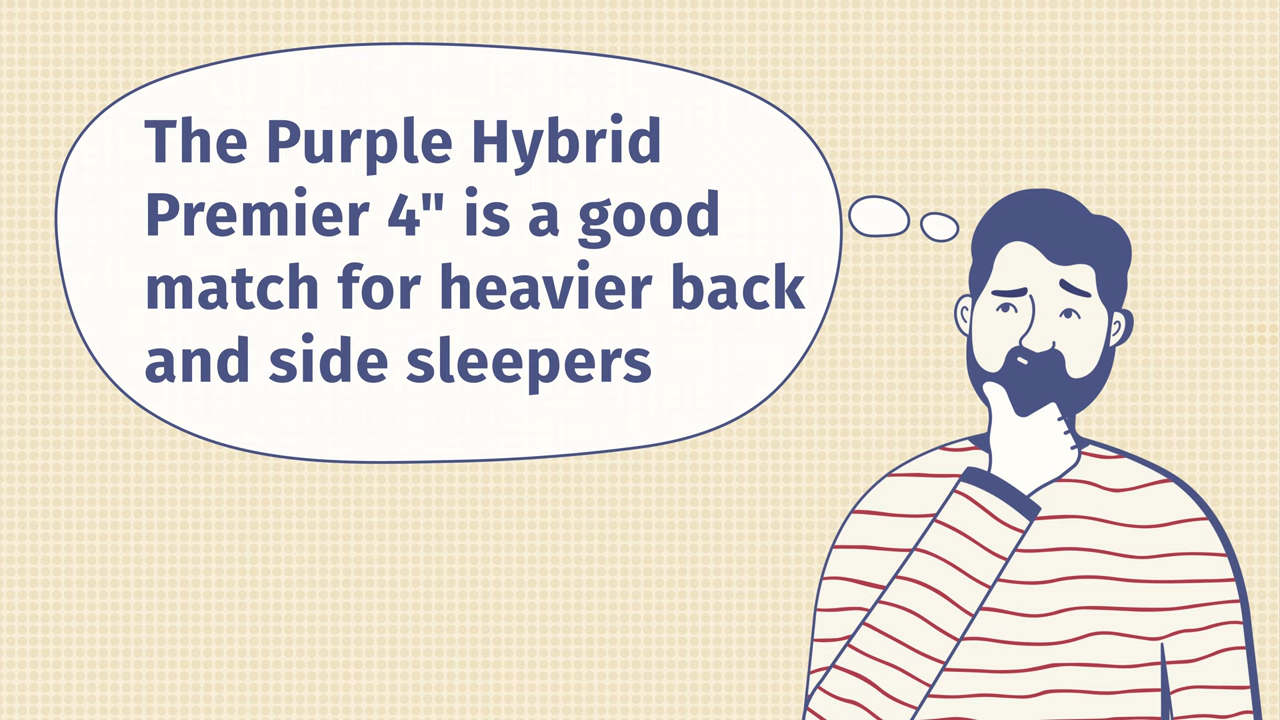 The Purple Hybrid
Premier 4" is a good
match for heavier back
and side sleepers